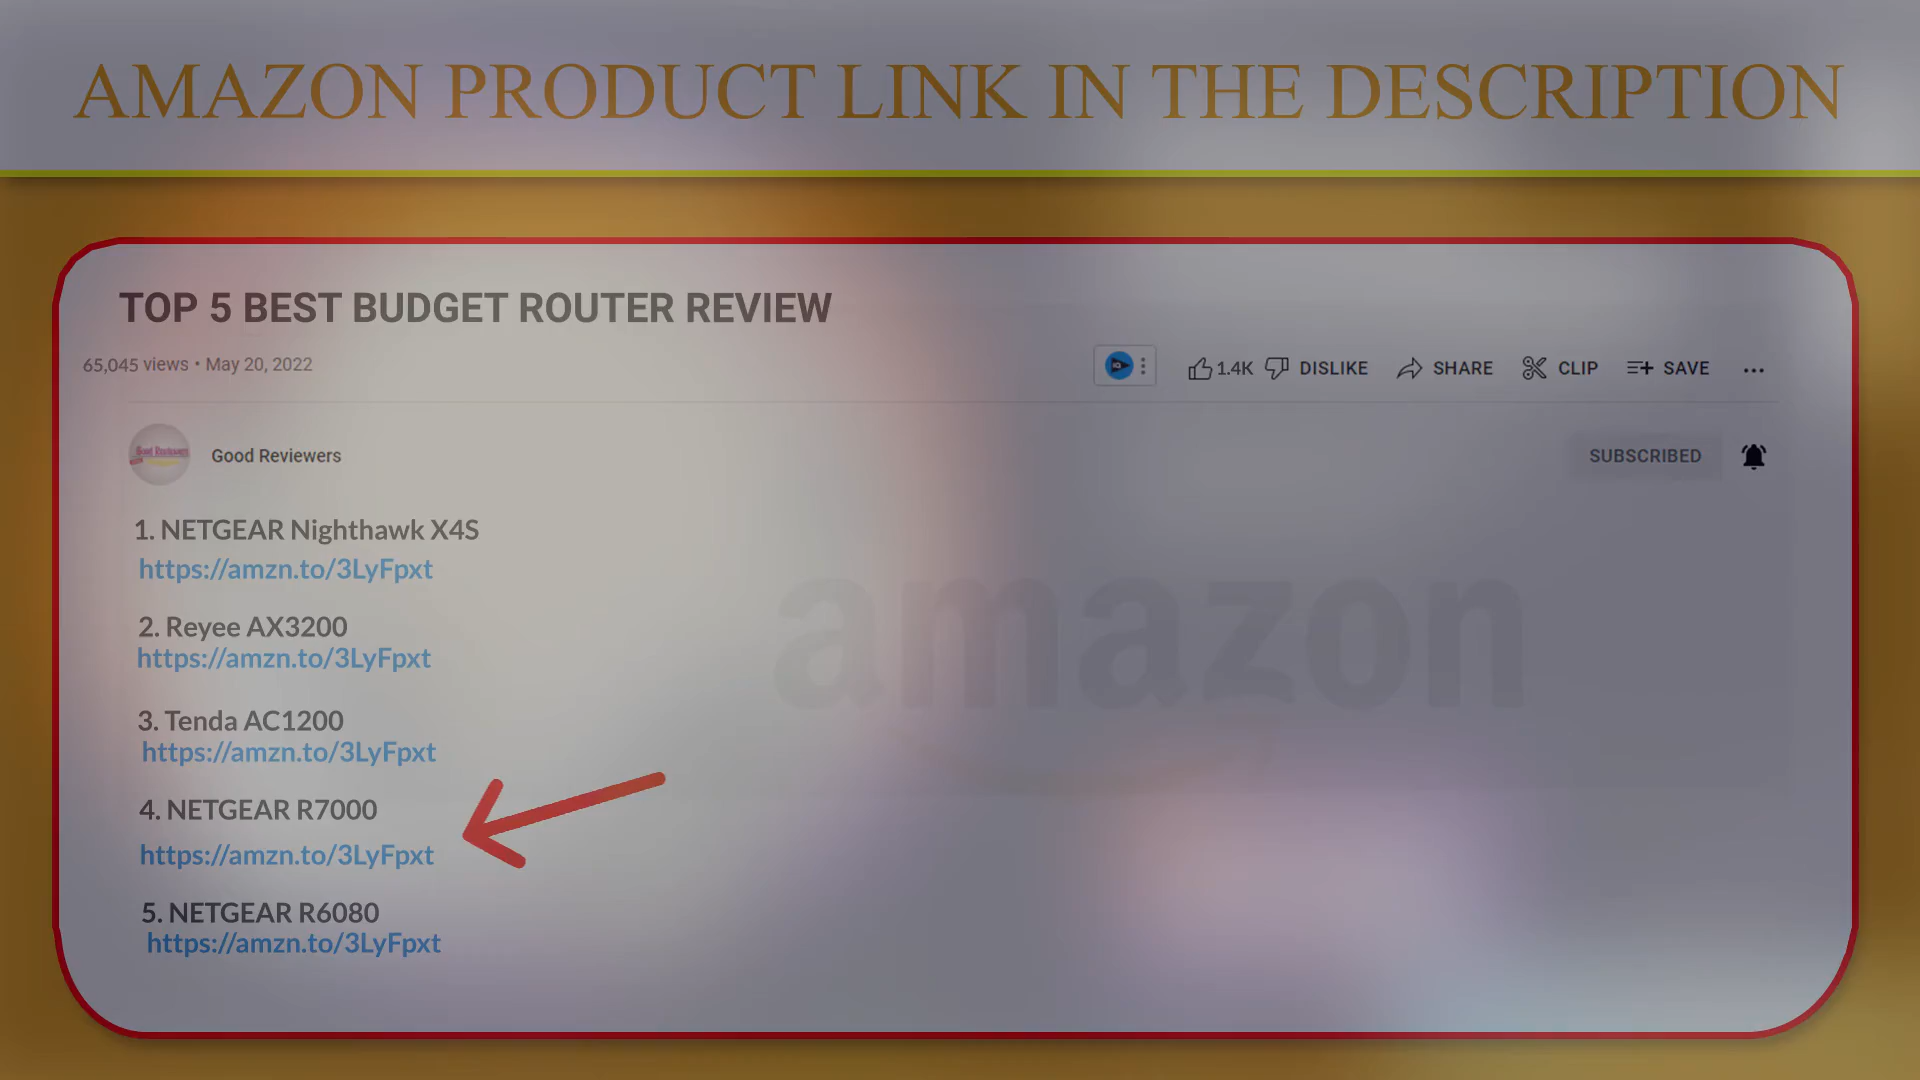 AMAZON PRODUCT LINK IN THE DESCRIPTION
TOP 5 BEST BUDGET ROUTER REVIEW
65,045 views • May 20, 2022
1.4K DISLIKE SHARE CLIP SAVE ...
Good Reviewers
Good Reviewers
SUBSCRIBED
1. NETGEAR Nighthawk X4S
https://amzn.to/3LyFpxt
2. Reyee AX3200
https://amzn.to/3LyFpxt
3. Tenda AC1200
https://amzn.to/3LyFpxt
4. NETGEAR R7000
https://amzn.to/3LyFpxt
5. NETGEAR R6080
https://amzn.to/3LyFpxt
amazon